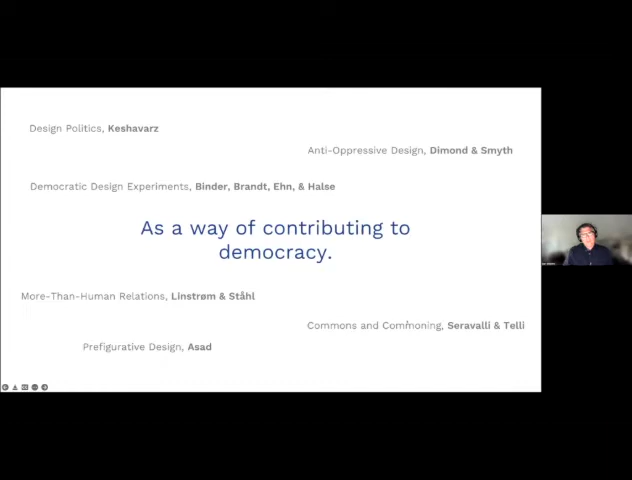 Design Politics, Keshavarz
Anti-Oppressive Design, Dimond & Smyth
Democratic Design Experiments, Binder, Brandt, Ehn, & Halse
As a way of contributing to
democracy.
More-Than-Human Relations, Linstrøm & Ståhl
Commons and Commoning, Seravalli & Telli
Prefigurative Design, Asad